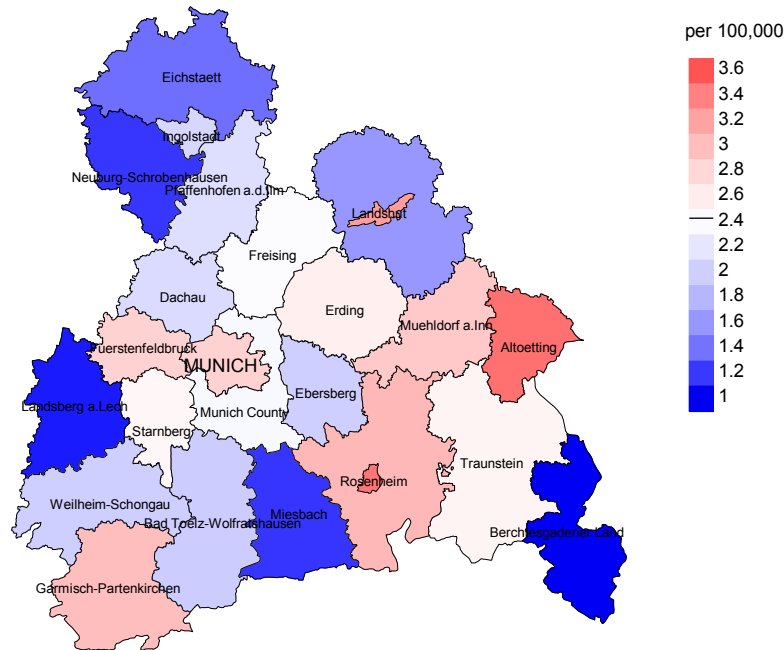 per 100,000
3.6
3.4
3.2
3
2.8
2.6
2.4
2.2
2
1.8
1.6
1.4
1.2
1
Eichstaett
Ingolstadt
Neuburg-Schrobenhausen
Pfaffenhofen a.d.Ilm
Landshut
Freising
Dachau
Erding
Muehldorf a.Inn
Altoetting
Fuerstenfeldbruck
MUNICH
Ebersberg
Landsberg a.Lech
Munich County
Starnberg
Traunstein
Rosenheim
Weilheim-Schongau
Miesbach
Bad Toelz-Wolfratshausen
Berchtesgadener Land
Garmisch-Partenkirchen